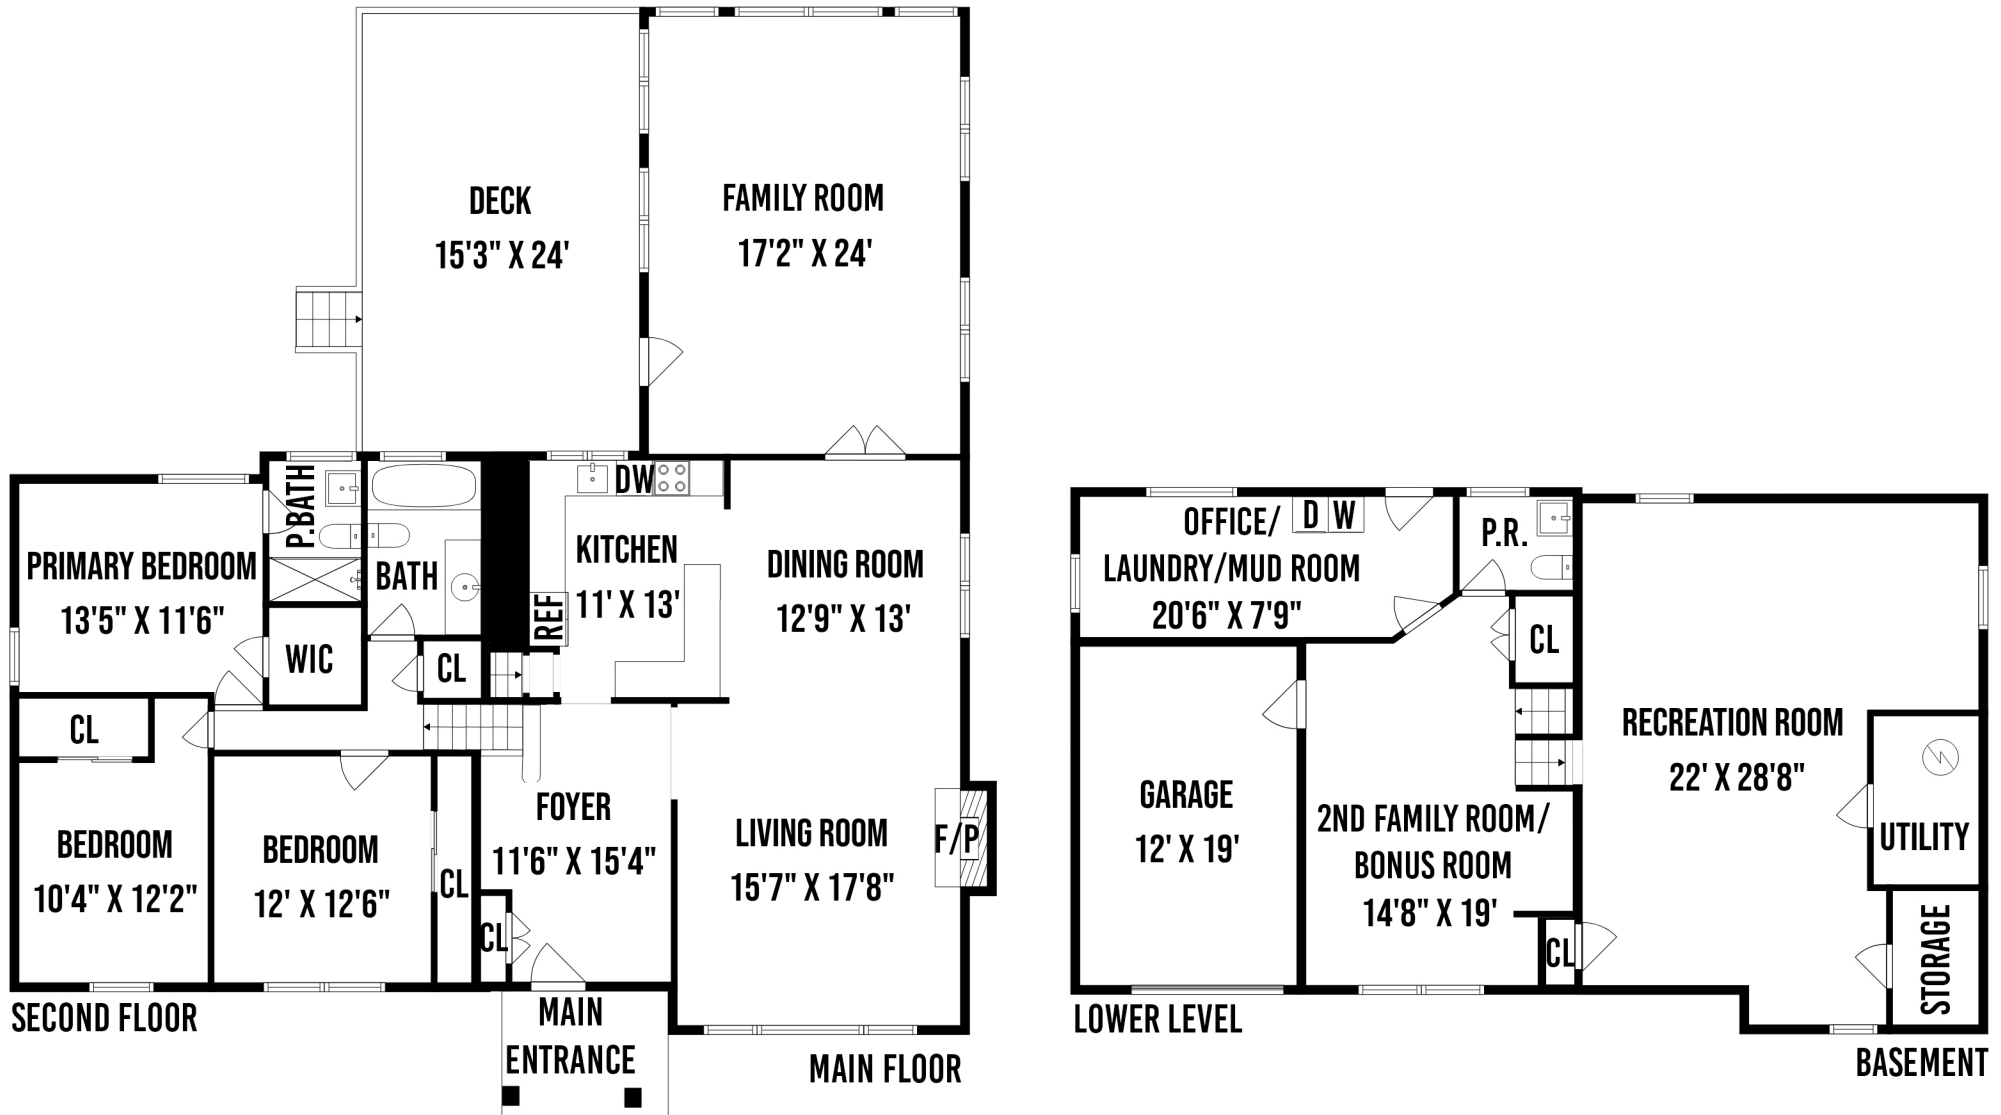 DECK
15'3" X 24'
FAMILY ROOM
17'2" X 24'
P.BATH
PRIMARY BEDROOM
13'5" X 11'6"
WIC
BATH
CL
CL
DW
KITCHEN
11' X 13'
REF
DINING ROOM
12'9" X 13'
BEDROOM
10'4" X 12'2"
BEDROOM
12' X 12'6"
CL
CL
FOYER
11'6" X 15'4"
LIVING ROOM
15'7" X 17'8"
F/P
SECOND FLOOR
MAIN
ENTRANCE
MAIN FLOOR
OFFICE/
LAUNDRY/MUD ROOM
20'6" X 7'9"
D W
P.R.
CL
GARAGE
12' X 19'
2ND FAMILY ROOM/
BONUS ROOM
14'8" X 19'
CL
RECREATION ROOM
22' X 28'8"
UTILITY
STORAGE
LOWER LEVEL
BASEMENT